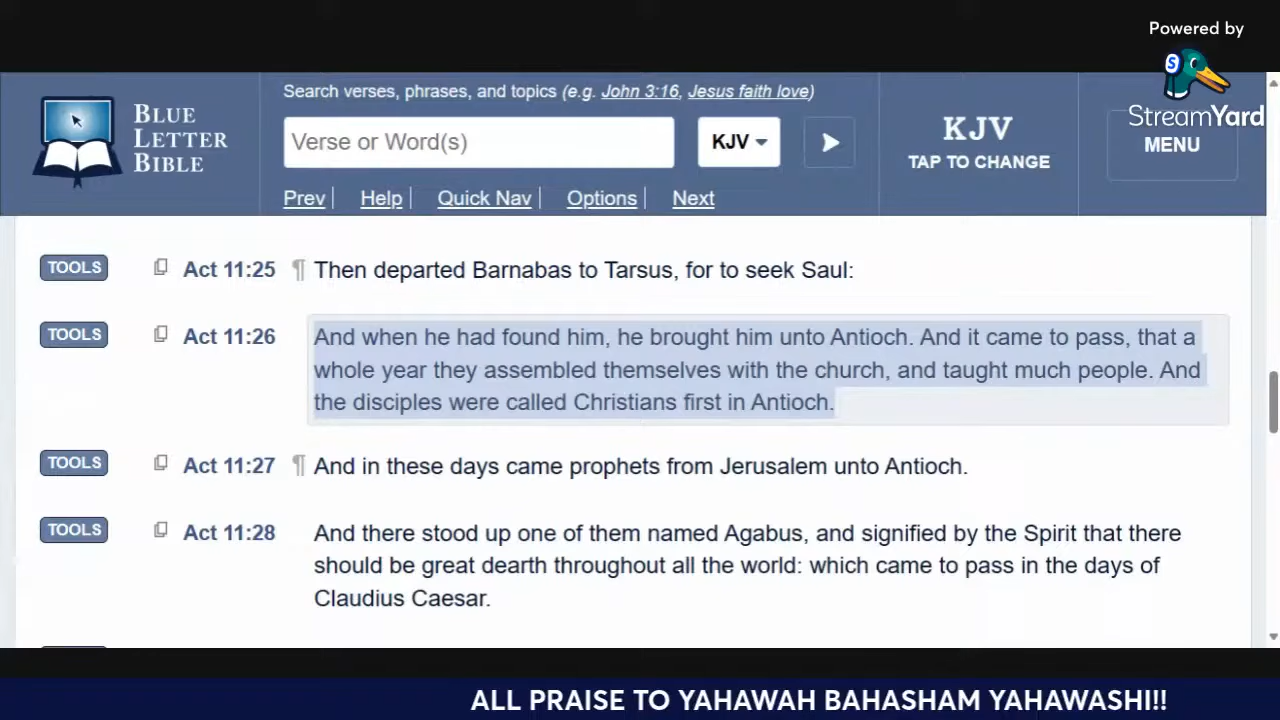 Powered by
StreamYard
BLUE
LETTER
BIBLE
Search verses, phrases, and topics (e.g. John 3:16, Jesus faith love)
Verse or Word(s)
KJV
KJV
TAP TO CHANGE
MENU
Prev | Help | Quick Nav | Options | Next
TOOLS Act 11:25 ¶ Then departed Barnabas to Tarsus, for to seek Saul:
TOOLS Act 11:26 And when he had found him, he brought him unto Antioch. And it came to pass, that a
whole year they assembled themselves with the church, and taught much people. And
the disciples were called Christians first in Antioch.
TOOLS Act 11:27 ¶ And in these days came prophets from Jerusalem unto Antioch.
TOOLS Act 11:28 And there stood up one of them named Agabus, and signified by the Spirit that there
should be great dearth throughout all the world: which came to pass in the days of
Claudius Caesar.
ALL PRAISE TO YAHAWAH BAHASHAM YAHAWASHI!!